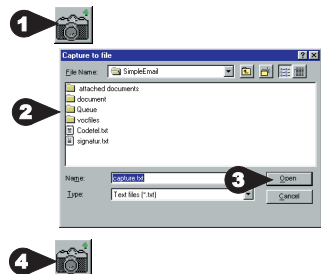 1
Capture to file
File Name: SimpleEmail
attached documents
document
2
Queue
vocfiles
Codetel.txt
signatur.txt
Name: capture.txt
3
Open
Type: Text files (*.txt)
Cancel
4